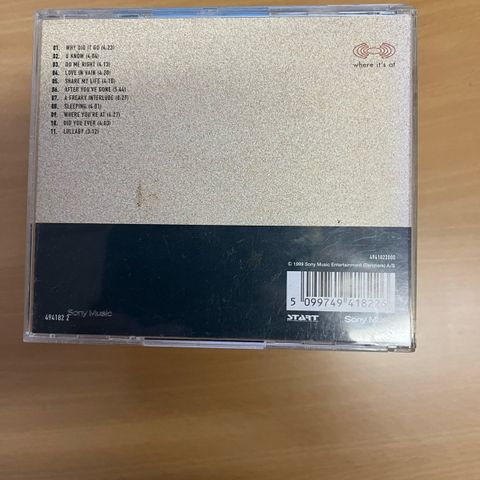 01. WHY DID IT GO (4:23)
02. U KNOW (4:04)
03. DO ME RIGHT (4:13)
04. LOVE IN VAIN (4:20)
05. SHARE MY LIFE (4:18)
06. AFTER YOU'VE GONE (5:44)
07. A FREAKY INTERLUDE (0:27)
08. SLEEPING (4:01)
09. WHERE YOU'RE AT (4:27)
10. DID YOU EVER (4:03)
11. LULLABY (3:12)
where it's at
4941822000
© 1999 Sony Music Entertainment (Denmark) A/S
5 099749 418226
START
Sony Music
494182 2
Sony Music